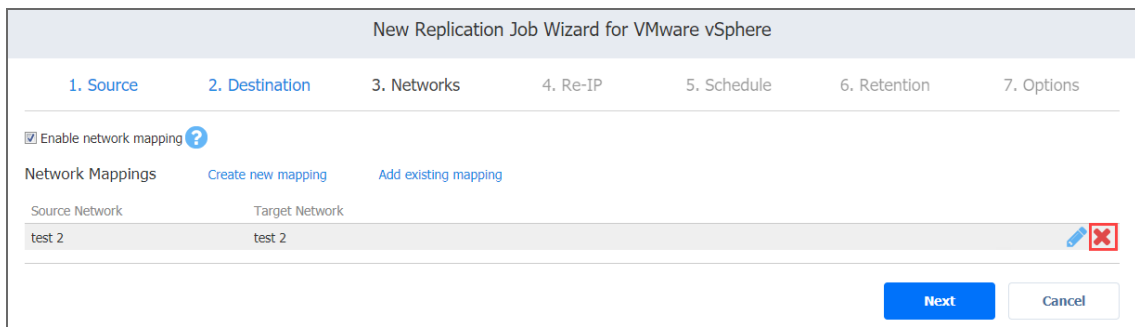 New Replication Job Wizard for VMware vSphere
1. Source 2. Destination 3. Networks 4. Re-IP 5. Schedule 6. Retention 7. Options
Enable network mapping ?
Network Mappings Create new mapping Add existing mapping
Source Network Target Network
test 2 test 2
Next Cancel